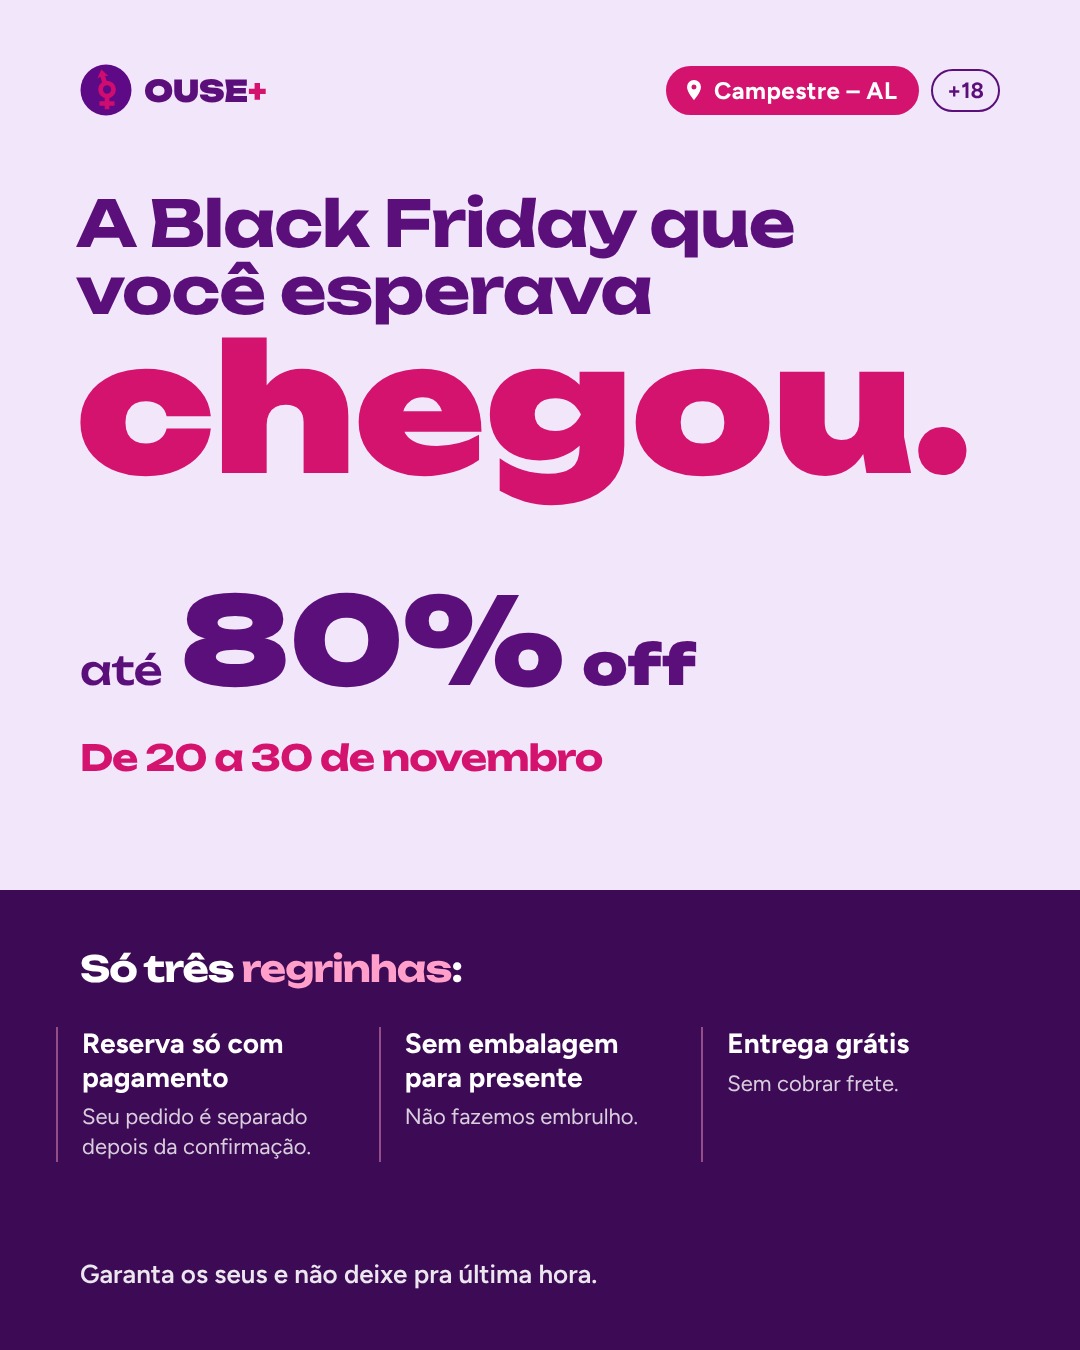 OUSE+
Campestre – AL
+18
A Black Friday que
você esperava
chegou.
até 80% off
De 20 a 30 de novembro
Só três regrinhas:
Reserva só com
pagamento
Seu pedido é separado
depois da confirmação.
Sem embalagem
para presente
Não fazemos embrulho.
Entrega grátis
Sem cobrar frete.
Garanta os seus e não deixe pra última hora.